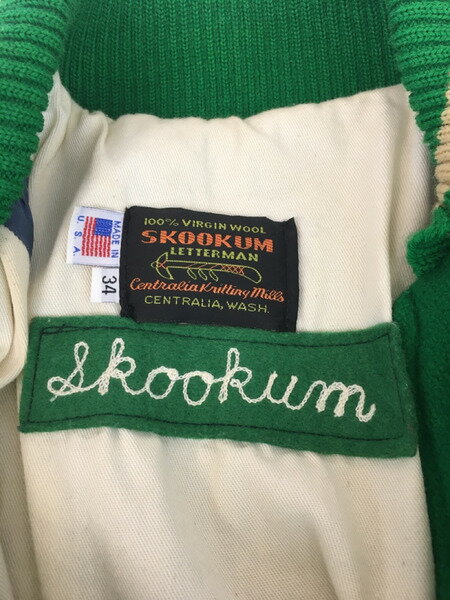 100% VIRGIN WOOL
SKOOKUM
LETTERMAN
Centralia Knitting Mills
CENTRALIA, WASH.
MADE IN
U.S.A.
34
Skookum